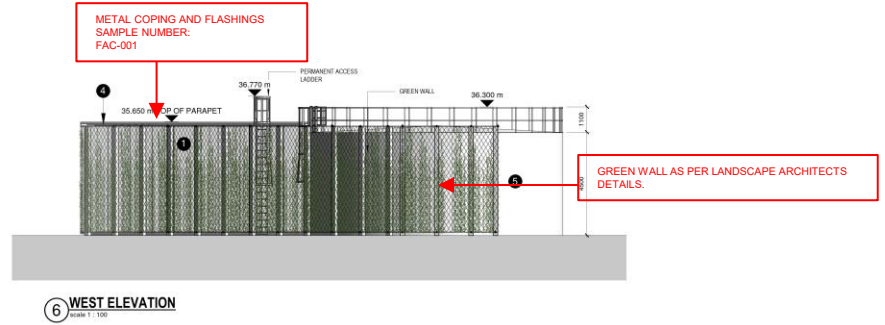 METAL COPING AND FLASHINGS
SAMPLE NUMBER:
FAC-001
PERMANENT ACCESS
LADDER
36.770 m
GREEN WALL
36.300 m
4
35.650 m
TOP OF PARAPET
1100
1
GREEN WALL AS PER LANDSCAPE ARCHITECTS
DETAILS.
5
4500
6
WEST ELEVATION
scale 1 : 100